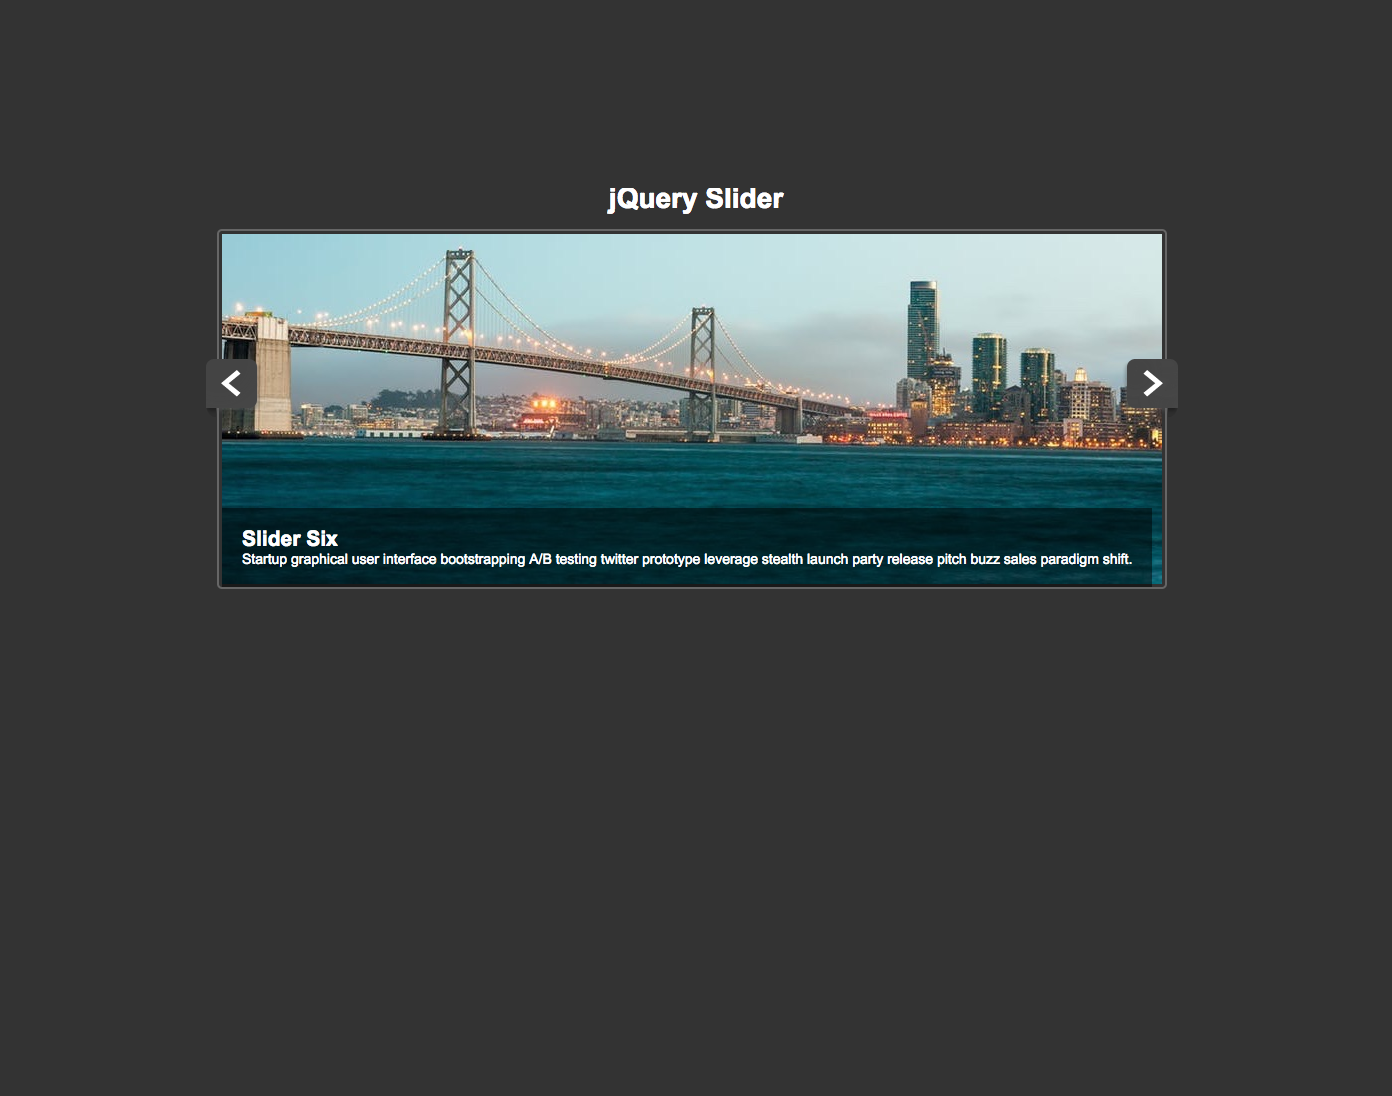 jQuery Slider
Slider Six
Startup graphical user interface bootstrapping A/B testing twitter prototype leverage stealth launch party release pitch buzz sales paradigm shift.